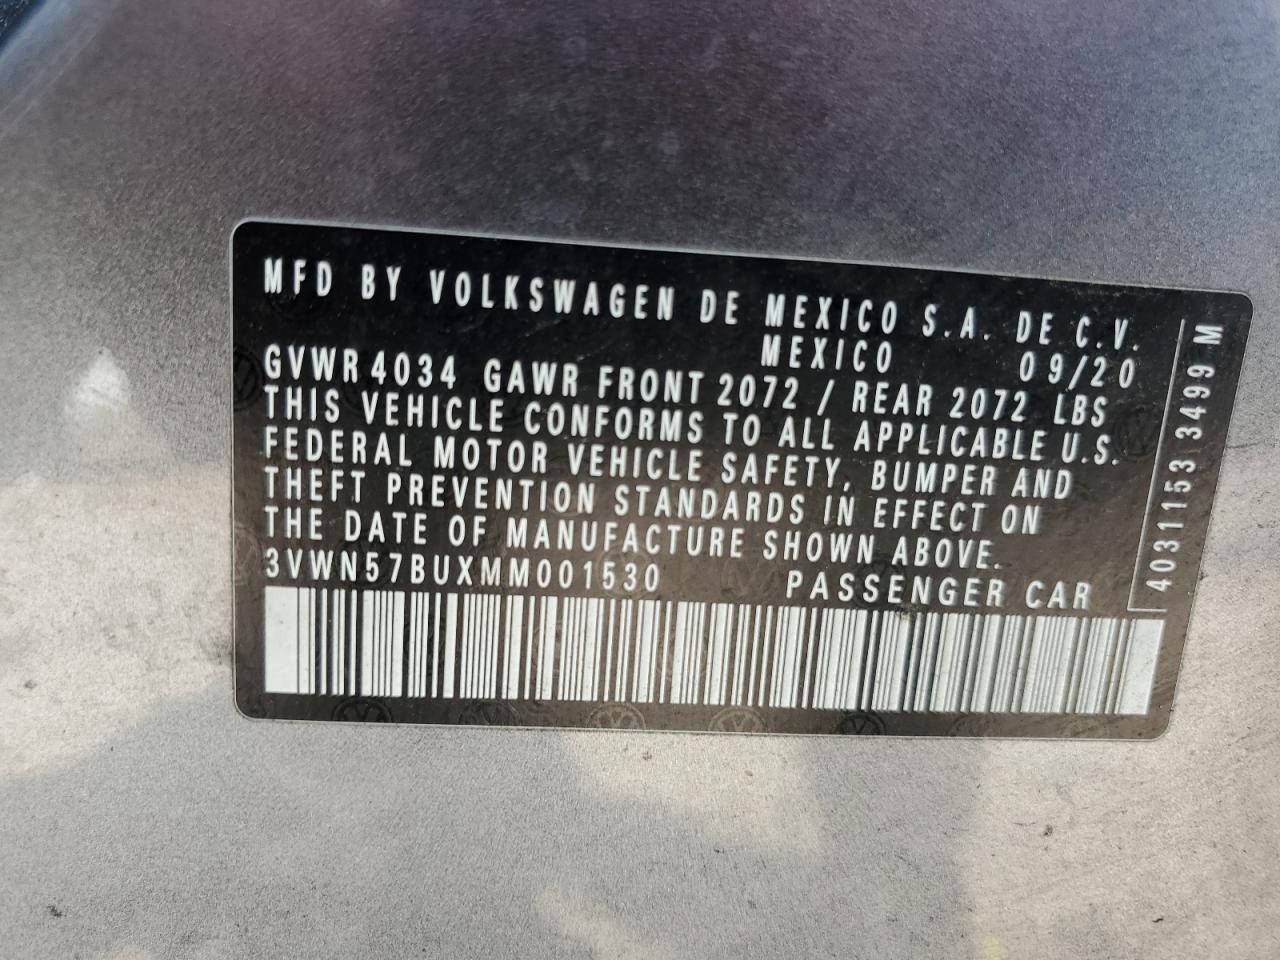 MFD BY VOLKSWAGEN DE MEXICO S.A. DE C.V.
MEXICO 09/20
GVWR 4034 GAWR FRONT 2072 / REAR 2072 LBS
THIS VEHICLE CONFORMS TO ALL APPLICABLE U.S.
FEDERAL MOTOR VEHICLE SAFETY, BUMPER AND
THEFT PREVENTION STANDARDS IN EFFECT ON
THE DATE OF MANUFACTURE SHOWN ABOVE.
3VWN57BUXMM001530 PASSENGER CAR
4031153 3499 M